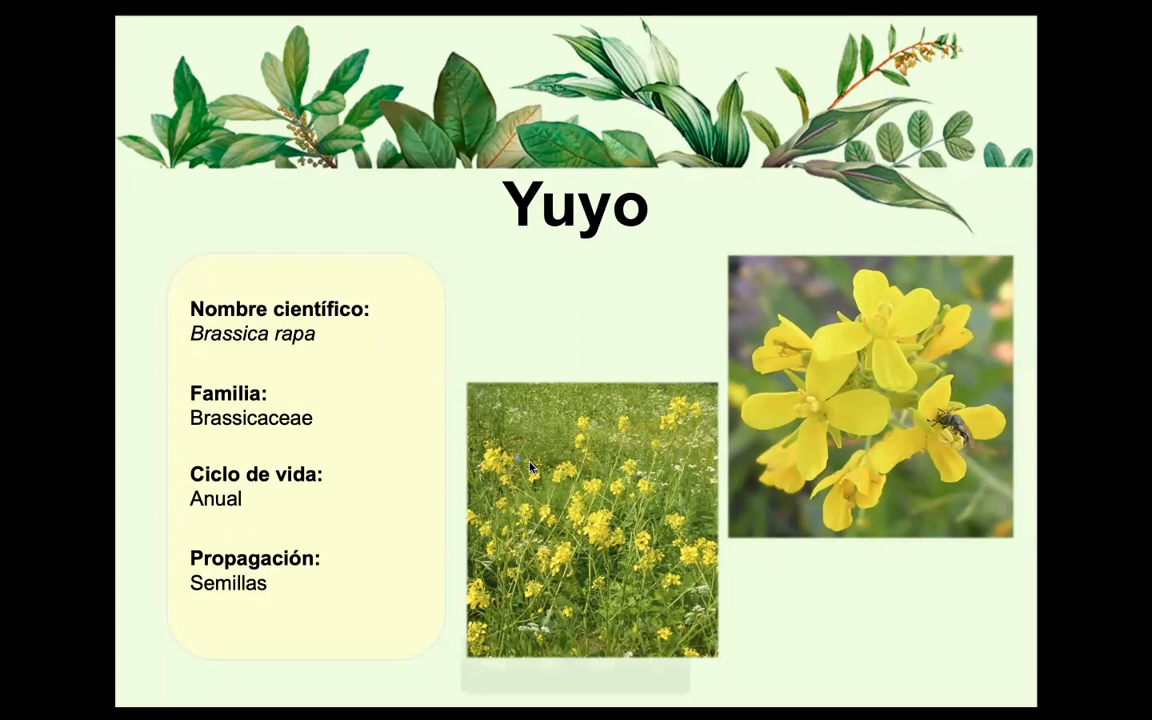 Yuyo
Nombre científico:
Brassica rapa
Familia:
Brassicaceae
Ciclo de vida:
Anual
Propagación:
Semillas